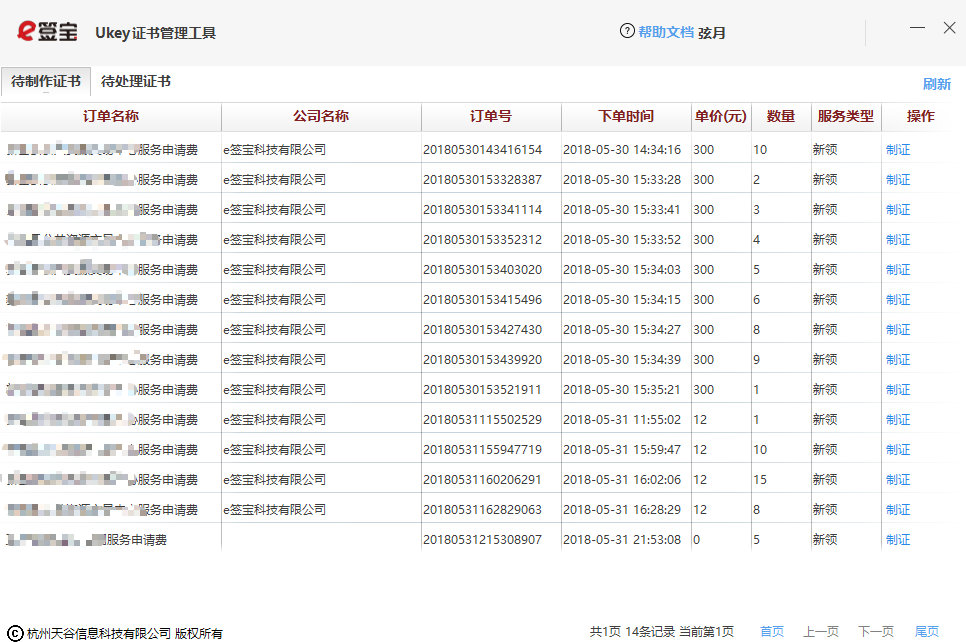 e签宝 Ukey证书管理工具 ? 帮助文档 弦月
待制作证书 待处理证书 刷新
订单名称 公司名称 订单号 下单时间 单价(元) 数量 服务类型 操作
服务申请费 e签宝科技有限公司 20180530143416154 2018-05-30 14:34:16 300 10 新领 制证
服务申请费 e签宝科技有限公司 20180530153328387 2018-05-30 15:33:28 300 2 新领 制证
服务申请费 e签宝科技有限公司 20180530153341114 2018-05-30 15:33:41 300 3 新领 制证
务申请费 e签宝科技有限公司 20180530153352312 2018-05-30 15:33:52 300 4 新领 制证
服务申请费 e签宝科技有限公司 20180530153403020 2018-05-30 15:34:03 300 5 新领 制证
服务申请费 e签宝科技有限公司 20180530153415496 2018-05-30 15:34:15 300 6 新领 制证
服务申请费 e签宝科技有限公司 20180530153427430 2018-05-30 15:34:27 300 8 新领 制证
服务申请费 e签宝科技有限公司 20180530153439920 2018-05-30 15:34:39 300 9 新领 制证
服务申请费 e签宝科技有限公司 20180530153521911 2018-05-30 15:35:21 300 1 新领 制证
服务申请费 e签宝科技有限公司 20180531115502529 2018-05-31 11:55:02 12 1 新领 制证
服务申请费 e签宝科技有限公司 20180531155947719 2018-05-31 15:59:47 12 10 新领 制证
服务申请费 e签宝科技有限公司 20180531160206291 2018-05-31 16:02:06 12 15 新领 制证
服务申请费 e签宝科技有限公司 20180531162829063 2018-05-31 16:28:29 12 8 新领 制证
服务申请费 20180531215308907 2018-05-31 21:53:08 0 5 新领 制证
© 杭州天谷信息科技有限公司 版权所有 共1页 14条记录 当前第1页 首页 上一页 下一页 尾页